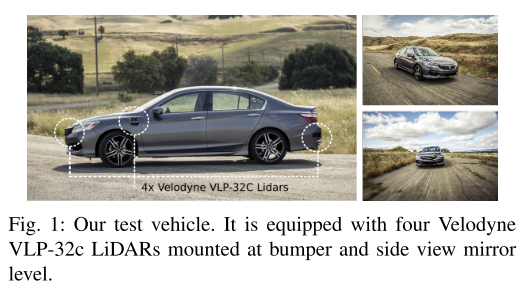 4x Velodyne VLP-32C Lidars
Fig. 1: Our test vehicle. It is equipped with four Velodyne
VLP-32c LiDARs mounted at bumper and side view mirror
level.